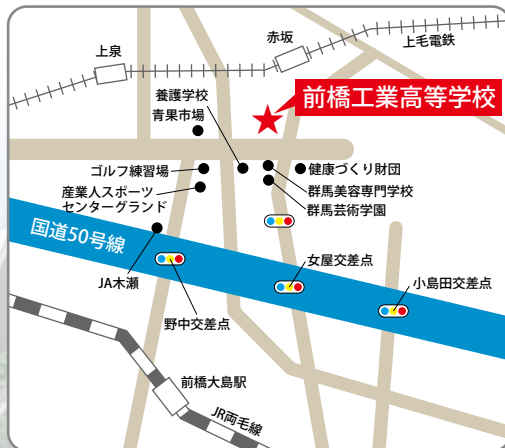 上泉
赤坂
上毛電鉄
前橋工業高等学校
養護学校
青果市場
ゴルフ練習場
産業人スポーツ
センターグランド
健康づくり財団
群馬美容専門学校
群馬芸術学園
国道50号線
JA木瀬
女屋交差点
小島田交差点
野中交差点
前橋大島駅
JR両毛線